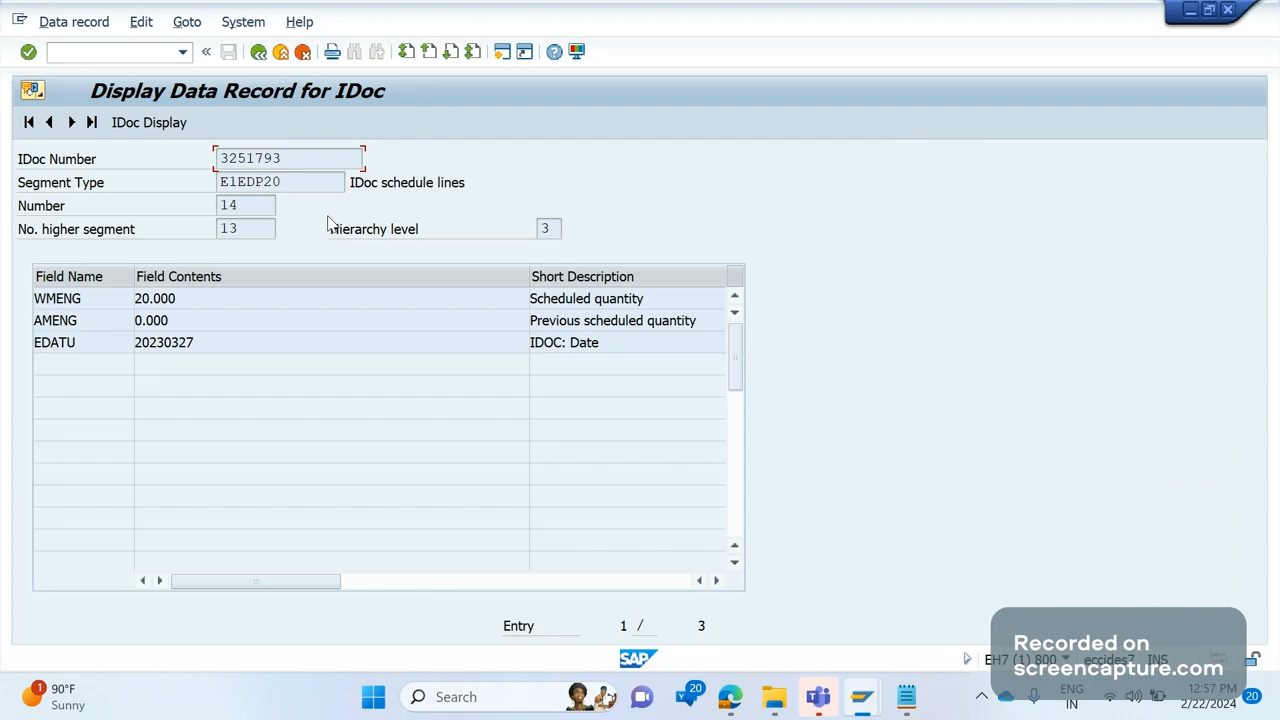 Data record Edit Goto System Help
Display Data Record for IDoc
IDoc Display
IDoc Number 3251793
Segment Type E1EDP20 IDoc schedule lines
Number 14
No. higher segment 13 Hierarchy level 3
Field Name Field Contents Short Description
WMENG 20.000 Scheduled quantity
AMENG 0.000 Previous scheduled quantity
EDATU 20230327 IDOC: Date
Entry 1 / 3
Recorded on
screencapture.com
SAP
EH7 (1) 800 eccides7 INS
1 90°F
Sunny
Search
20
ENG
IN
12:57 PM
2/22/2024
20